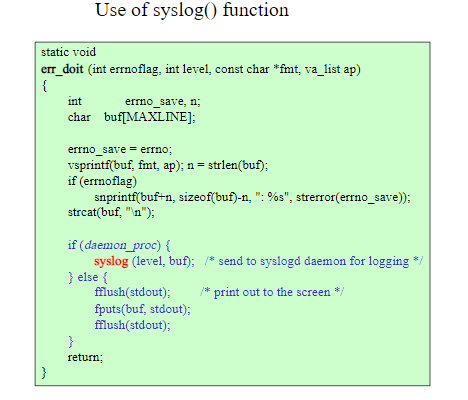 Use of syslog() function
static void
err_doit (int errnoflag, int level, const char *fmt, va_list ap)
{
int errno_save, n;
char buf[MAXLINE];
errno_save = errno;
vsprintf(buf, fmt, ap); n = strlen(buf);
if (errnoflag)
snprintf(buf+n, sizeof(buf)-n, ": %s", strerror(errno_save));
strcat(buf, "\n");
if (daemon_proc) {
syslog (level, buf); /* send to syslogd daemon for logging */
} else {
fflush(stdout); /* print out to the screen */
fputs(buf, stdout);
fflush(stdout);
}
return;
}